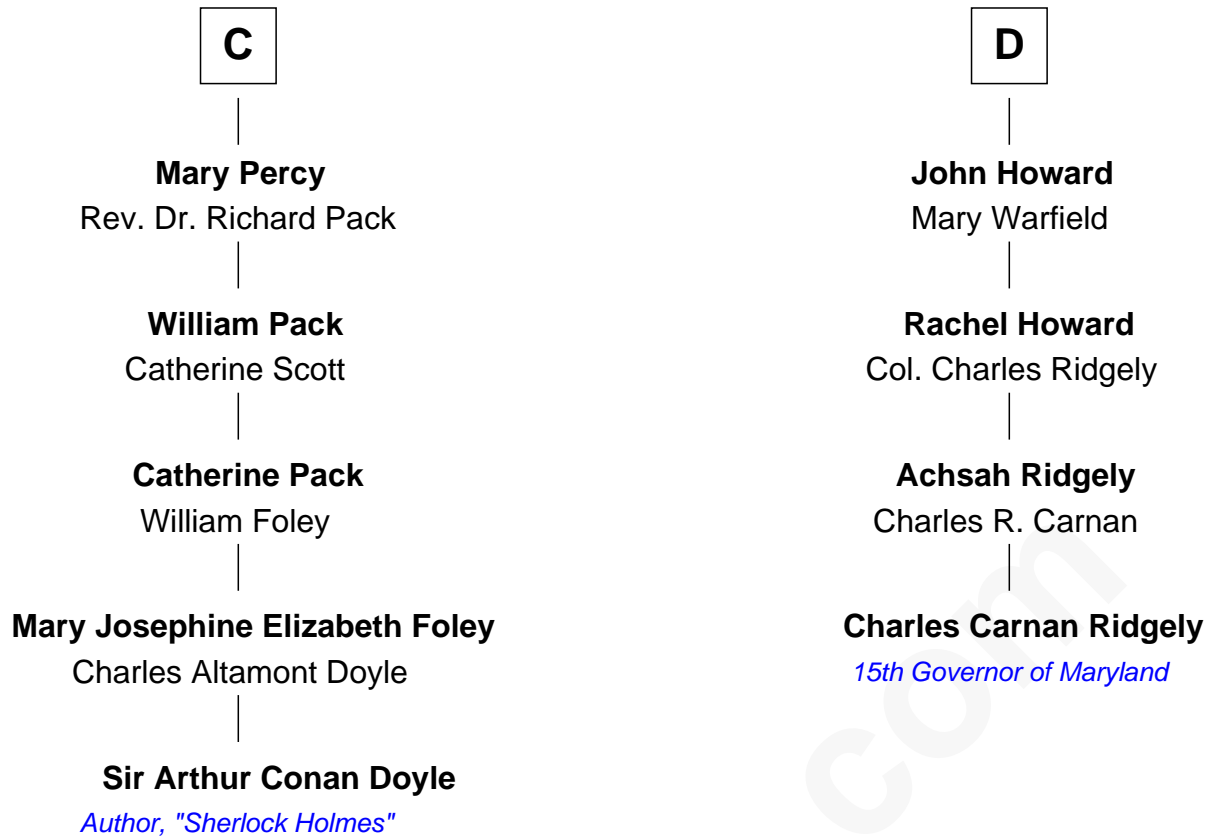 C
Mary Percy
Rev. Dr. Richard Pack
William Pack
Catherine Scott
Catherine Pack
William Foley
Mary Josephine Elizabeth Foley
Charles Altamont Doyle
Sir Arthur Conan Doyle
Author, "Sherlock Holmes"
D
John Howard
Mary Warfield
Rachel Howard
Col. Charles Ridgely
Achsah Ridgely
Charles R. Carnan
Charles Carnan Ridgely
15th Governor of Maryland
com